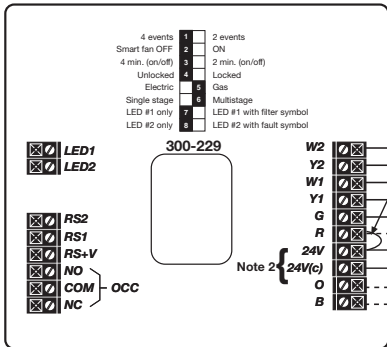 4 events 1 2 events
Smart fan OFF 2 ON
4 min. (on/off) 3 2 min. (on/off)
Unlocked 4 Locked
Electric 5 Gas
Single stage 6 Multistage
LED #1 only 7 LED #1 with filter symbol
LED #2 only 8 LED #2 with fault symbol
300-229
LED1
LED2
RS2
RS1
RS+V
NO
COM
NC
OCC
W2
Y2
W1
Y1
G
R
24V
Note 2 24V(c)
O
B